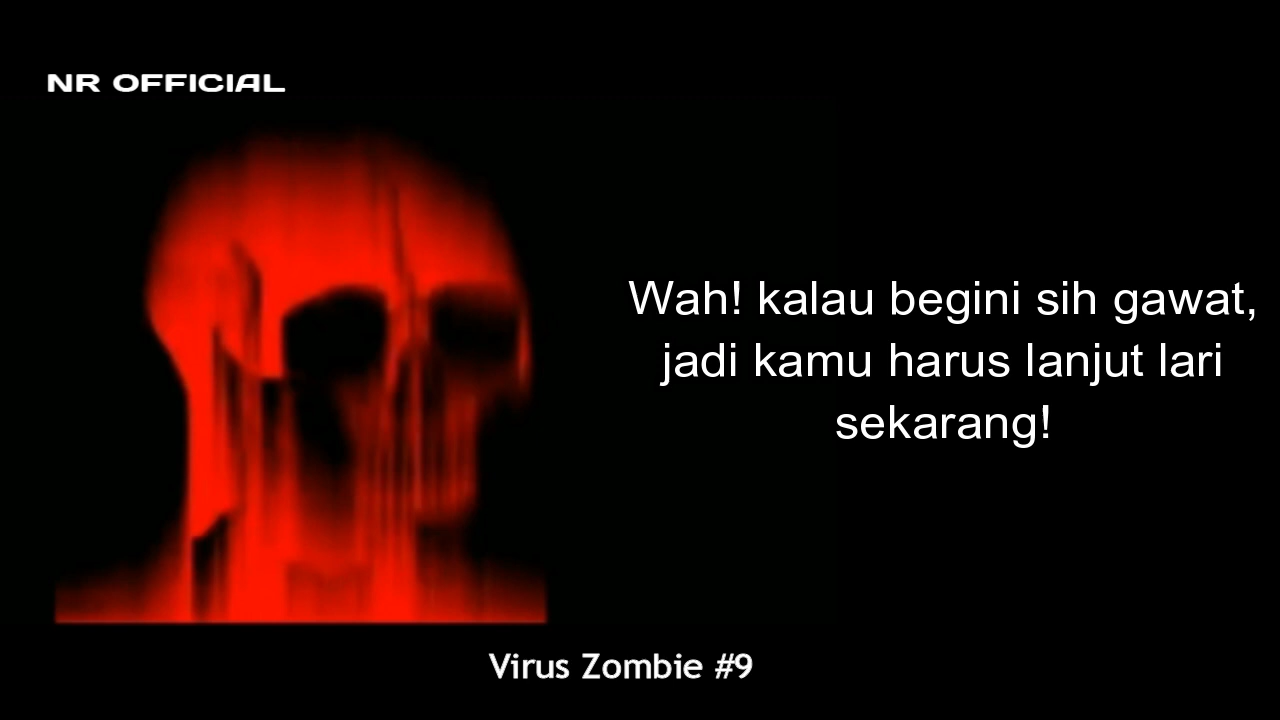 NR OFFICIAL
Wah! kalau begini sih gawat,
jadi kamu harus lanjut lari
sekarang!
Virus Zombie #9